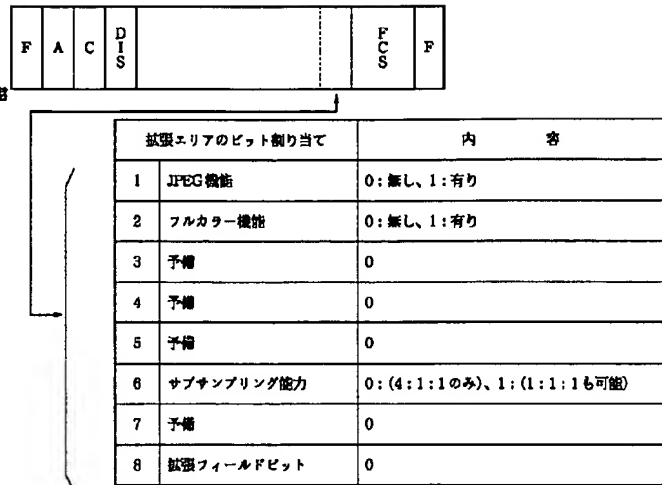 F A C DIS FCS F
拡張エリアのビット割り当て 内 容
1 JPEG機能 0:無し、1:有り
2 フルカラー機能 0:無し、1:有り
3 予備 0
4 予備 0
5 予備 0
6 サブサンプリング能力 0:(4:1:1のみ)、1:(1:1:1も可能)
7 予備 0
8 拡張フィールドビット 0